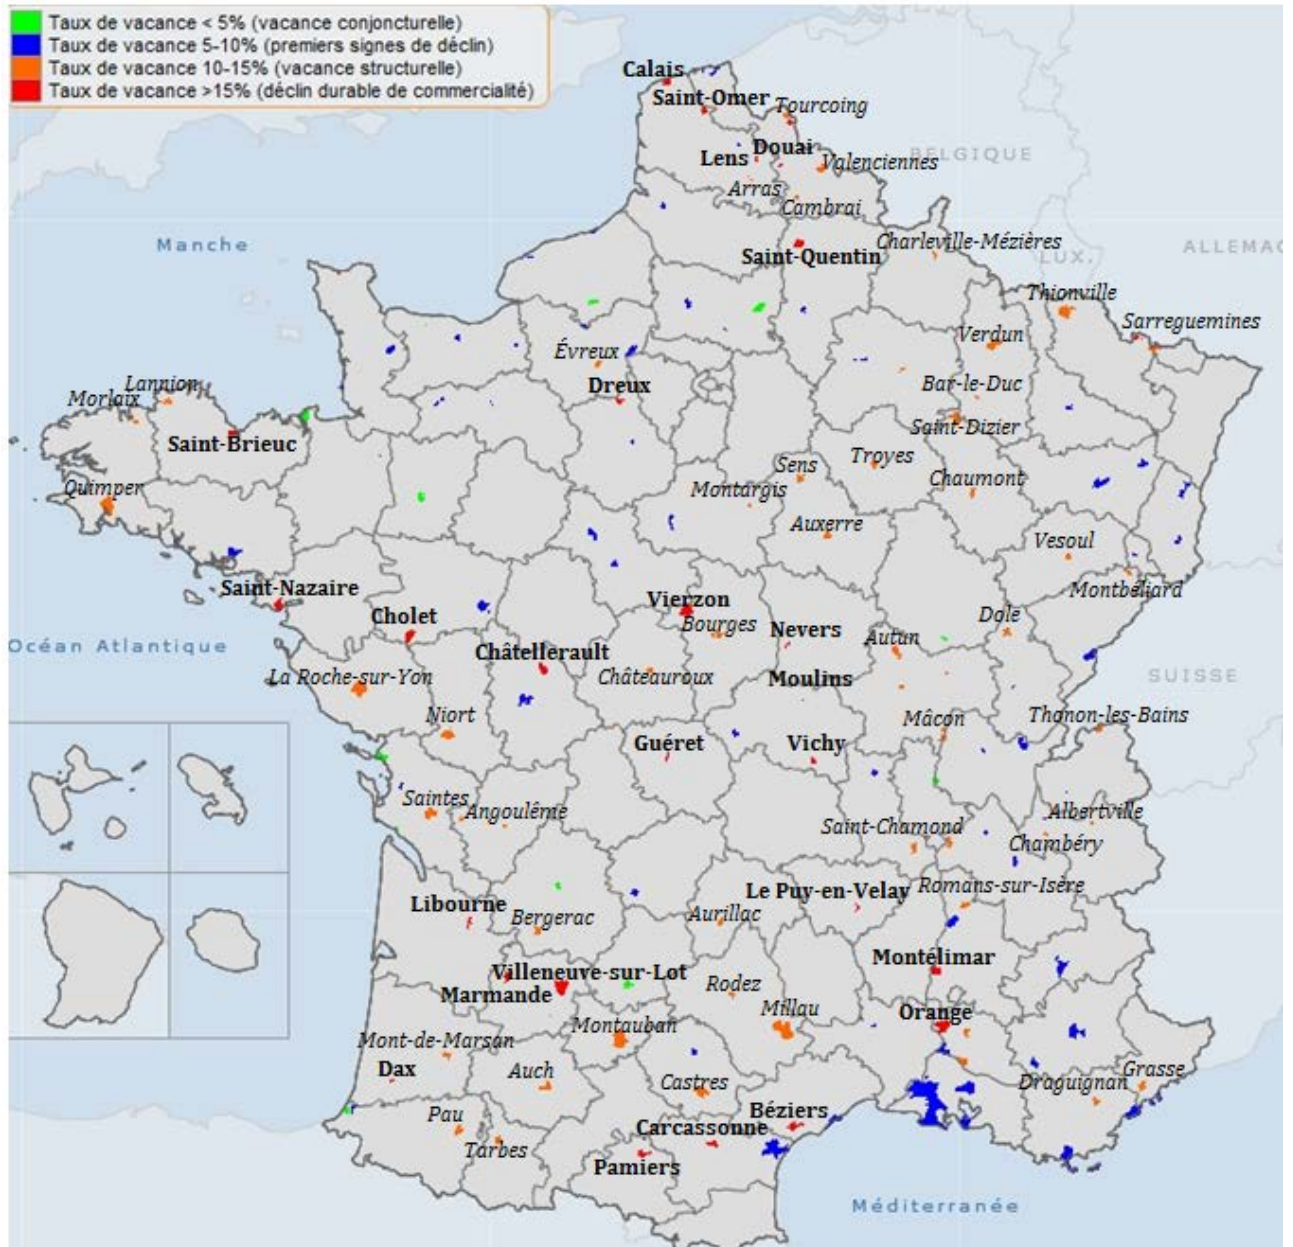 Taux de vacance < 5% (vacance conjoncturelle)
Taux de vacance 5-10% (premiers signes de déclin)
Taux de vacance 10-15% (vacance structurelle)
Taux de vacance >15% (déclin durable de commercialité)
Calais
Saint-Omer
Tourcoing
Douai
BELGIQUE
Lens
Valenciennes
Arras
Cambrai
Manche
Charleville-Mézières
ALLEMAG
Saint-Quentin
LUX.
Thionville
Sarreguemines
Verdun
Évreux
Dreux
Bar-le-Duc
Lannion
Morlaix
Saint-Dizier
Saint-Brieuc
Troyes
Sens
Chaumont
Quimper
Montargis
Auxerre
Vesoul
Saint-Nazaire
Montbéliard
Vierzon
Cholet
Bourges
Nevers
Dole
Océan Atlantique
Autun
Châtellerault
La Roche-sur-Yon
Châteauroux
Moulins
SUISSE
Niort
Mâcon
Thonon-les-Bains
Guéret
Vichy
Saintes
Angoulême
Albertville
Saint-Chamond
Chambéry
Le Puy-en-Velay
Romans-sur-Isère
Libourne
Bergerac
Aurillac
Montélimar
Villeneuve-sur-Lot
Rodez
Marmande
Millau
Orange
Montauban
Mont-de-Marsan
Dax
Auch
Castres
Draguignan
Grasse
Pau
Béziers
Carcassonne
Tarbes
Pamiers
Méditerranée